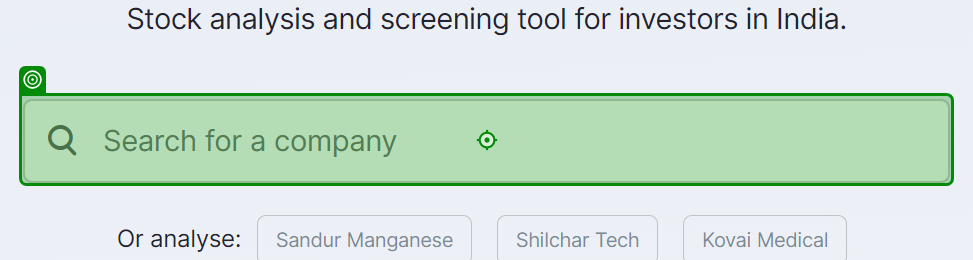 Stock analysis and screening tool for investors in India.
Search for a company
Or analyse: Sandur Manganese Shilchar Tech Kovai Medical